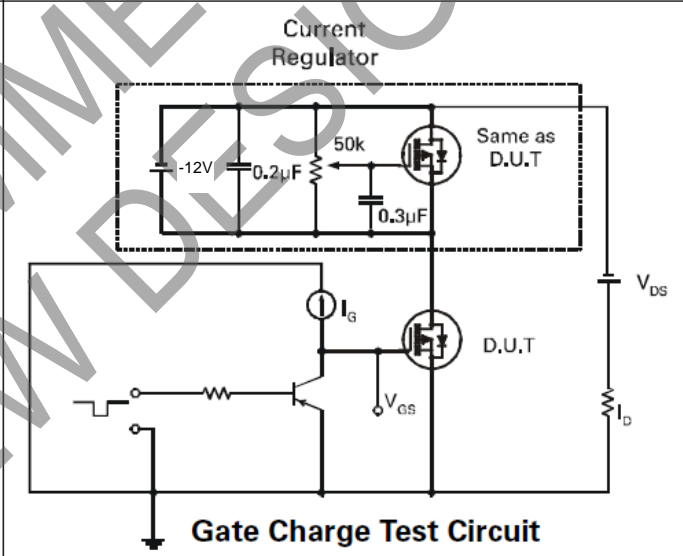 Current
Regulator
50k
Same as
D.U.T
-12V
0.2µF
0.3µF
V_DS
I_G
D.U.T
V_GS
I_D
Gate Charge Test Circuit